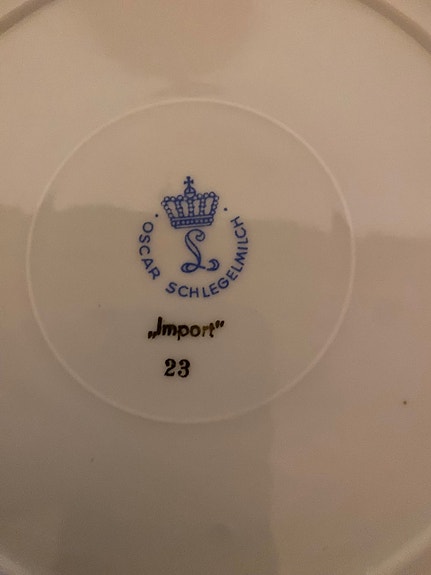 L
OSCAR SCHLEGELMILCH
„Import“
23